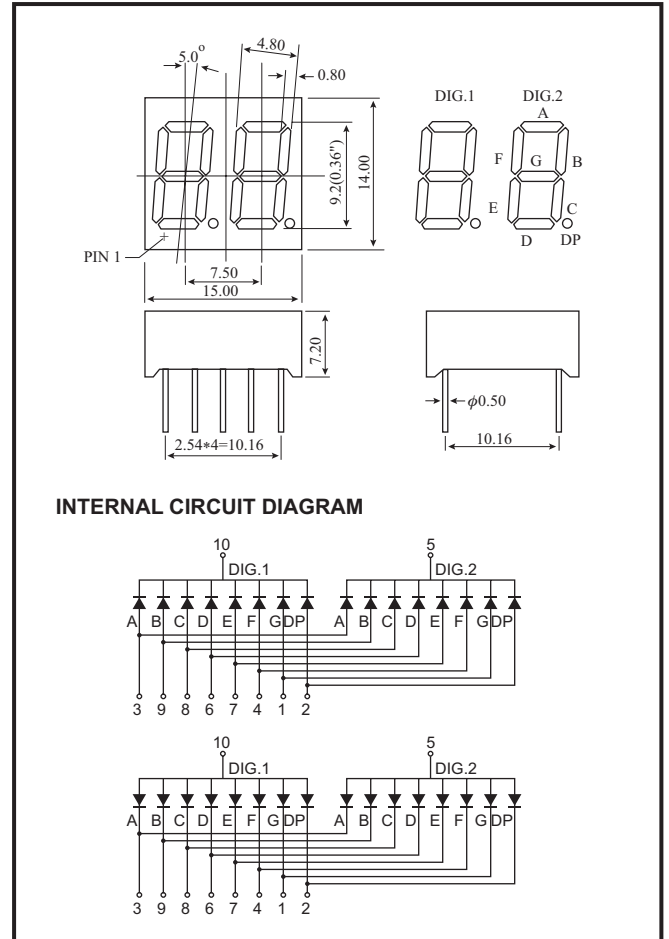 5.0°
4.80
0.80
9.2(0.36")
14.00
PIN 1
7.50
15.00
DIG.1 DIG.2
A
F G B
E C
D DP
7.20
2.54*4=10.16
ϕ0.50
10.16
INTERNAL CIRCUIT DIAGRAM
10 5
DIG.1 DIG.2
A B C D E F G DP A B C D E F G DP
3 9 8 6 7 4 1 2
10 5
DIG.1 DIG.2
A B C D E F G DP A B C D E F G DP
3 9 8 6 7 4 1 2